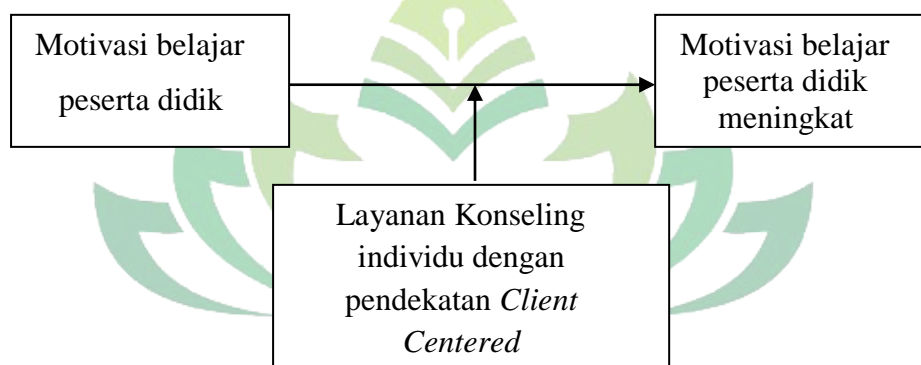 Motivasi belajar
peserta didik
Motivasi belajar
peserta didik
meningkat
Layanan Konseling
individu dengan
pendekatan Client
Centered